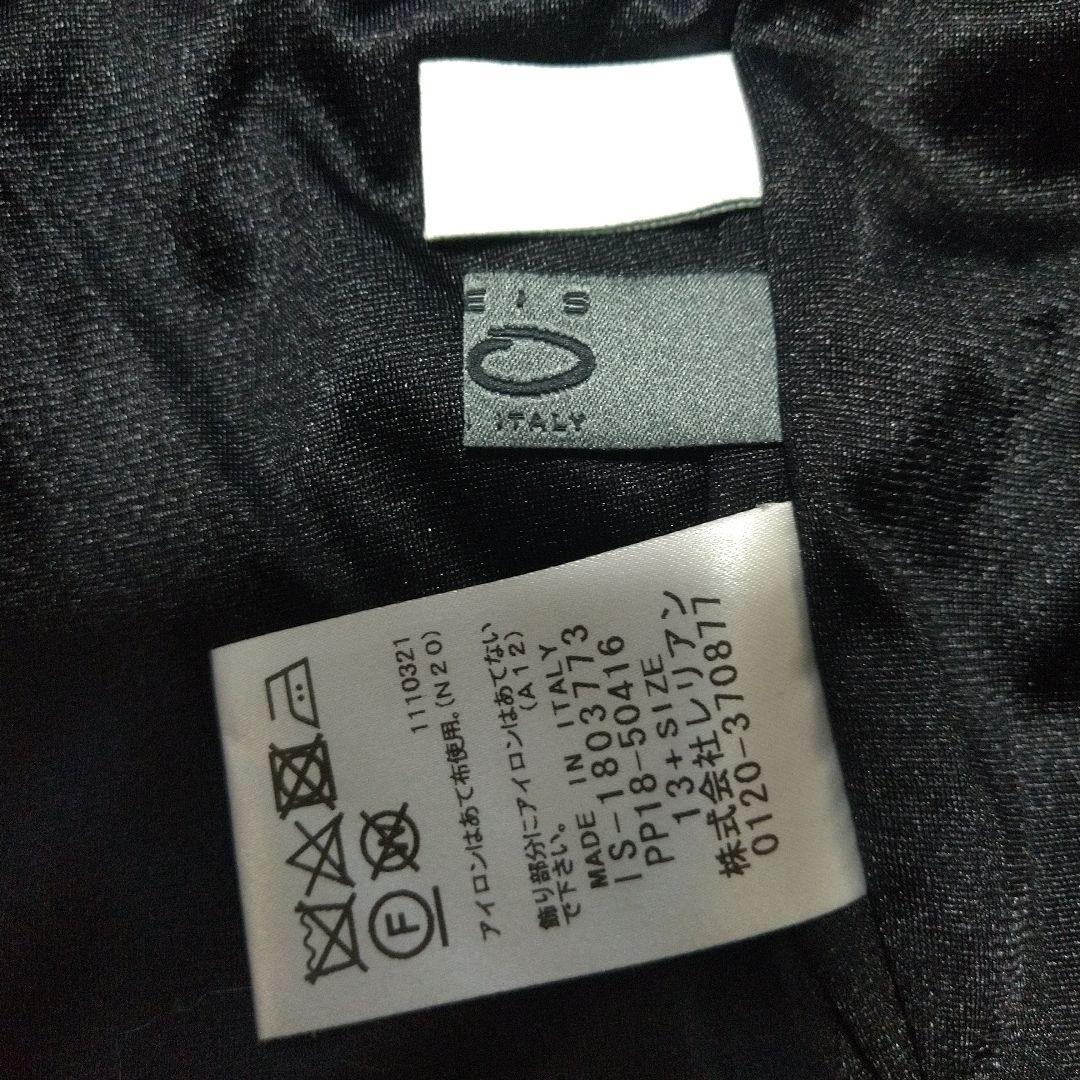 EIS
O
ITALY
1110321
アイロンはあて布使用。(N20)
飾り部分にアイロンはあてない
で下さい。 (A12)
MADE IN ITALY
IS-1803773
PP18-50416
13+SIZE
株式会社レリアン
0120-370877
F
W